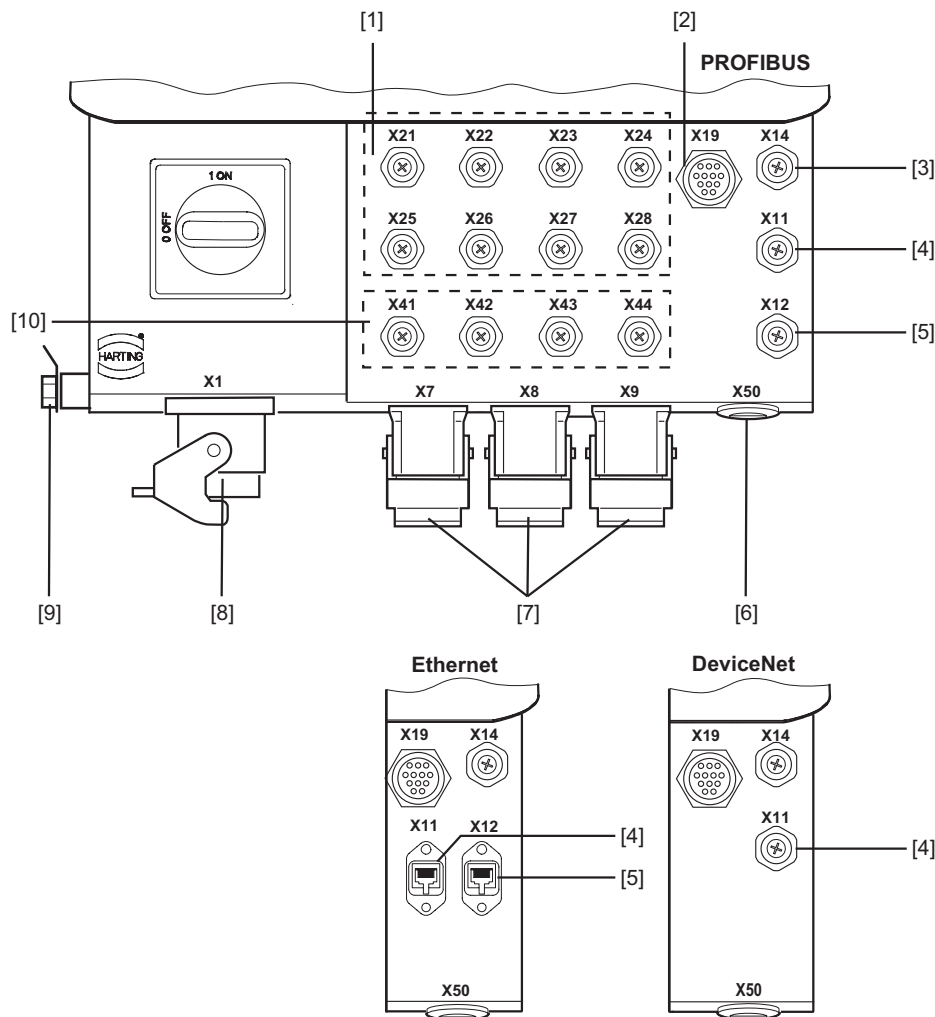 [1] [2]
PROFIBUS
X21 X22 X23 X24 X19 X14
[3]
1 ON
0 OFF
X25 X26 X27 X28 X11
[4]
X41 X42 X43 X44 X12
[10] [5]
HARTING
X1 X7 X8 X9 X50
[9] [8] [7] [6]
Ethernet DeviceNet
X19 X14 X19 X14
X11 X12 [4] X11 [4]
[5]
X50 X50